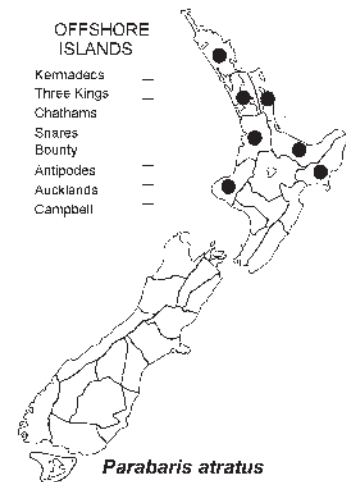 OFFSHORE
ISLANDS
Kermadecs —
Three Kings —
Chathams
Snares
Bounty
Antipodes —
Aucklands —
Campbell —
Parabaris atratus